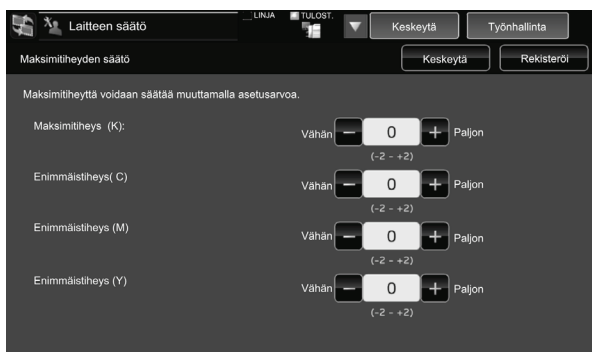 Laitteen säätö
LINJA
TULOST.
Keskeytä
Työnhallinta
Maksimitiheyden säätö
Keskeytä
Rekisteröi
Maksimitiheyttä voidaan säätää muuttamalla asetusarvoa.
Maksimitiheys (K): Vähän − 0 + Paljon
(-2 - +2)
Enimmäistiheys( C) Vähän − 0 + Paljon
(-2 - +2)
Enimmäistiheys (M) Vähän − 0 + Paljon
(-2 - +2)
Enimmäistiheys (Y) Vähän − 0 + Paljon
(-2 - +2)